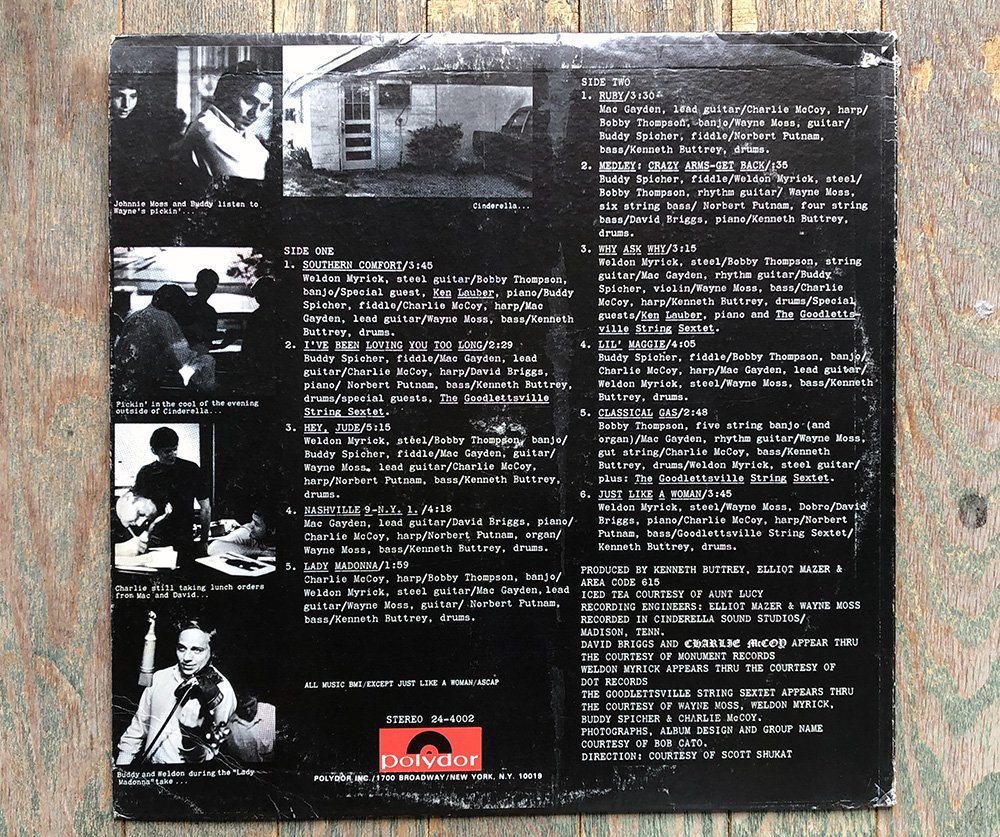 Johnnie Moss and Buddy listen to
Wayne's pickin'...
Cinderella...
Pickin' in the cool of the evening
outside of Cinderella...
Charlie still taking lunch orders
from Mac and David...
Buddy and Weldon during the "Lady
Madonna" take ...
SIDE ONE
1. SOUTHERN COMFORT/3:45
Weldon Myrick, steel guitar/Bobby Thompson,
banjo/Special guest, Ken Lauber, piano/Buddy
Spicher, fiddle/Charlie McCoy, harp/Mac
Gayden, lead guitar/Wayne Moss, bass/Kenneth
Buttrey, drums.
2. I'VE BEEN LOVING YOU TOO LONG/2:29
Buddy Spicher, fiddle/Mac Gayden, lead
guitar/Charlie McCoy, harp/David Briggs,
piano/ Norbert Putnam, bass/Kenneth Buttrey,
drums/special guests, The Goodlettsville
String Sextet.
3. HEY, JUDE/5:15
Weldon Myrick, steel/Bobby Thompson, banjo/
Buddy Spicher, fiddle/Mac Gayden, guitar/
Wayne Moss, lead guitar/Charlie McCoy,
harp/Norbert Putnam, bass/Kenneth Buttrey,
drums.
4. NASHVILLE 9-N.Y. 1./4:18
Mac Gayden, lead guitar/David Briggs, piano/
Charlie McCoy, harp/Norbert Putnam, organ/
Wayne Moss, bass/Kenneth Buttrey, drums.
5. LADY MADONNA/1:59
Charlie McCoy, harp/Bobby Thompson, banjo/
Weldon Myrick, steel guitar/Mac Gayden, lead
guitar/Wayne Moss, guitar/ Norbert Putnam,
bass/Kenneth Buttrey, drums.
ALL MUSIC BMI/EXCEPT JUST LIKE A WOMAN/ASCAP
STEREO 24-4002
polydor
POLYDOR INC./1700 BROADWAY/NEW YORK, N.Y. 10019
SIDE TWO
1. RUBY/3:30
Mac Gayden, lead guitar/Charlie McCoy, harp/
Bobby Thompson, banjo/Wayne Moss, guitar/
Buddy Spicher, fiddle/Norbert Putnam,
bass/Kenneth Buttrey, drums.
2. MEDLEY: CRAZY ARMS-GET BACK/:35
Buddy Spicher, fiddle/Weldon Myrick, steel/
Bobby Thompson, rhythm guitar/ Wayne Moss,
six string bass/ Norbert Putnam, four string
bass/David Briggs, piano/Kenneth Buttrey,
drums.
3. WHY ASK WHY/3:15
Weldon Myrick, steel/Bobby Thompson, string
guitar/Mac Gayden, rhythm guitar/Buddy
Spicher, violin/Wayne Moss, bass/Charlie
McCoy, harp/Kenneth Buttrey, drums/Special
guests/Ken Lauber, piano and The Goodletts-
ville String Sextet.
4. LIL' MAGGIE/4:05
Buddy Spicher, fiddle/Bobby Thompson, banjo/
Charlie McCoy, harp/Mac Gayden, lead guitar/
Weldon Myrick, steel/Wayne Moss, bass/Kenneth
Buttrey, drums.
5. CLASSICAL GAS/2:48
Bobby Thompson, five string banjo (and
organ)/Mac Gayden, rhythm guitar/Wayne Moss,
gut string/Charlie McCoy, bass/Kenneth
Buttrey, drums/Weldon Myrick, steel guitar/
plus: The Goodlettsville String Sextet.
6. JUST LIKE A WOMAN/3:45
Weldon Myrick, steel/Wayne Moss, Dobro/David
Briggs, piano/Charlie McCoy, harp/Norbert
Putnam, bass/Goodlettsville String Sextet/
Kenneth Buttrey, drums.
PRODUCED BY KENNETH BUTTREY, ELLIOT MAZER &
AREA CODE 615
ICED TEA COURTESY OF AUNT LUCY
RECORDING ENGINEERS: ELLIOT MAZER & WAYNE MOSS
RECORDED IN CINDERELLA SOUND STUDIOS/
MADISON, TENN.
DAVID BRIGGS AND CHARLIE McCOY APPEAR THRU
THE COURTESY OF MONUMENT RECORDS
WELDON MYRICK APPEARS THRU THE COURTESY OF
DOT RECORDS
THE GOODLETTSVILLE STRING SEXTET APPEARS THRU
THE COURTESY OF WAYNE MOSS, WELDON MYRICK,
BUDDY SPICHER & CHARLIE McCOY.
PHOTOGRAPHS, ALBUM DESIGN AND GROUP NAME
COURTESY OF BOB CATO.
DIRECTION: COURTESY OF SCOTT SHUKAT